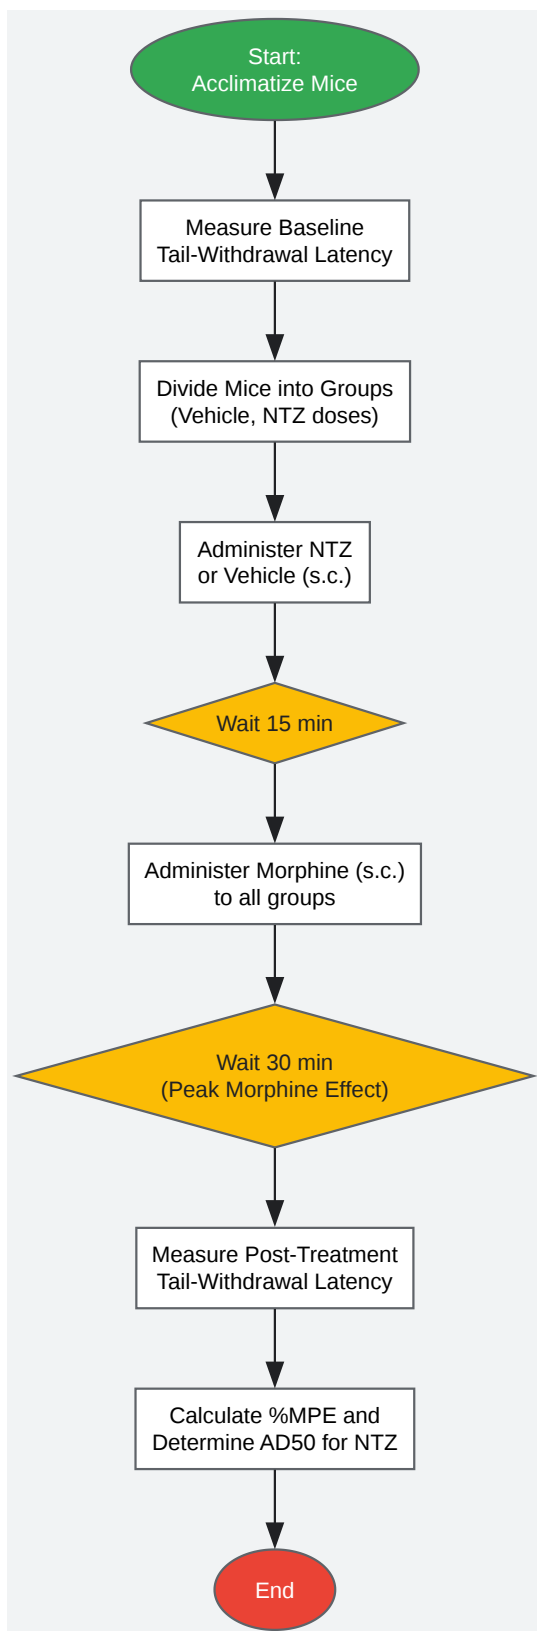 Start:
Acclimatize Mice
Measure Baseline
Tail-Withdrawal Latency
Divide Mice into Groups
(Vehicle, NTZ doses)
Administer NTZ
or Vehicle (s.c.)
Wait 15 min
Administer Morphine (s.c.)
to all groups
Wait 30 min
(Peak Morphine Effect)
Measure Post-Treatment
Tail-Withdrawal Latency
Calculate %MPE and
Determine AD50 for NTZ
End